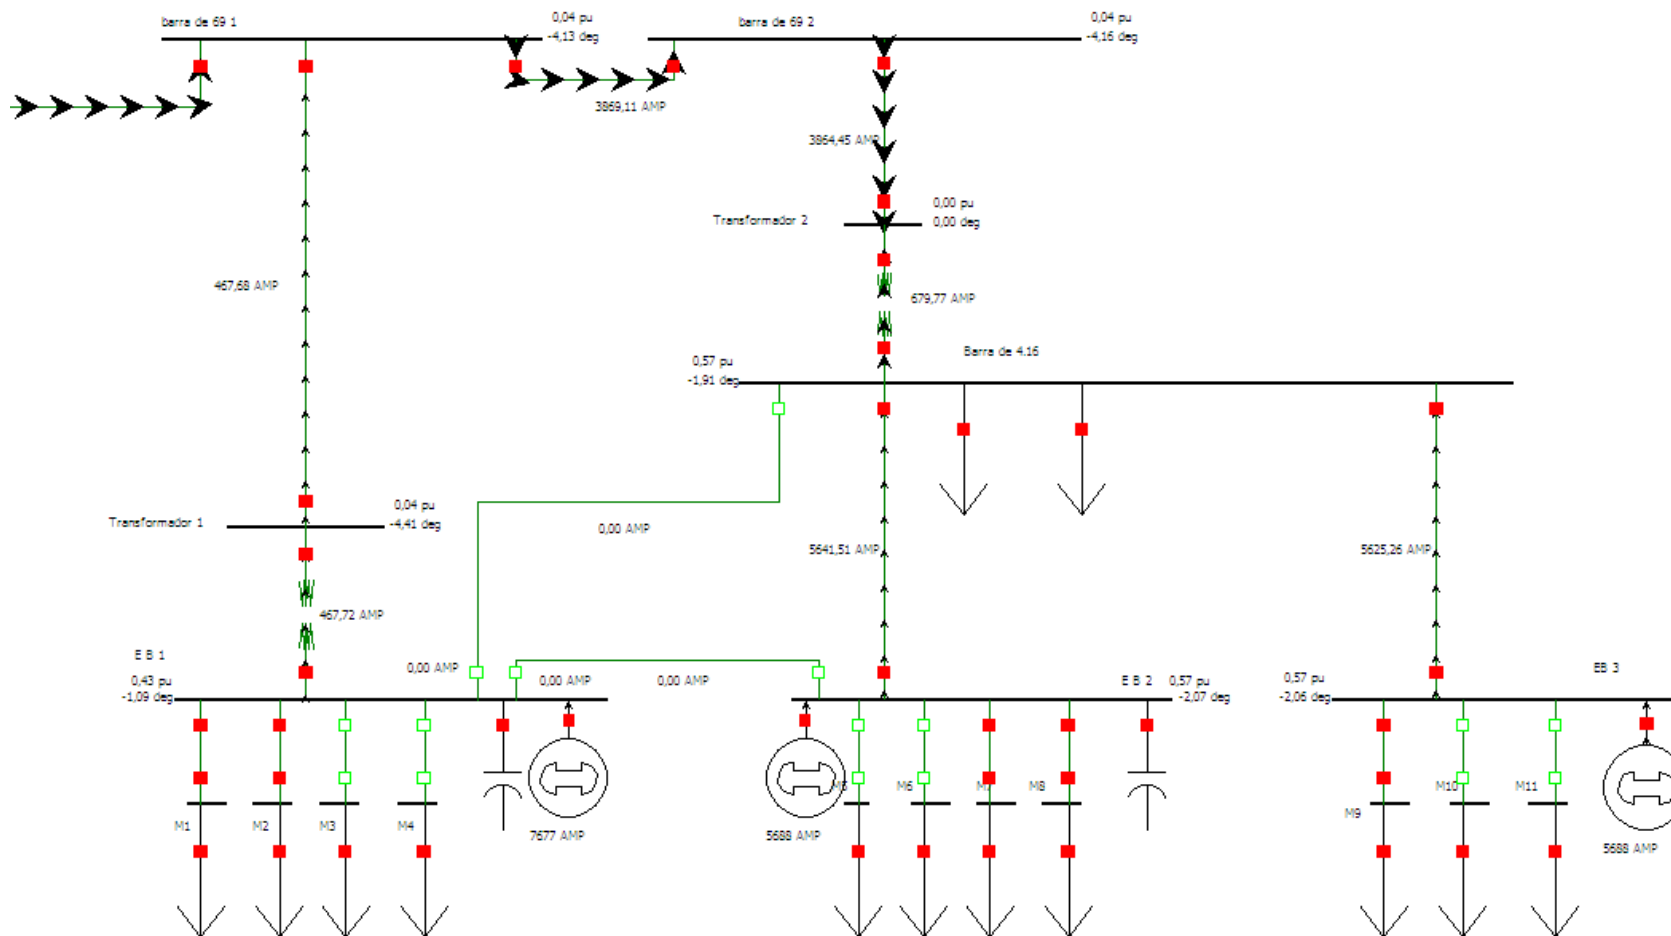 barra de 69 1
0,04 pu
-4,13 deg
barra de 69 2
0,04 pu
-4,16 deg
3869,11 AMP
3864,45 AMP
Transformador 2
0,00 pu
0,00 deg
467,68 AMP
679,77 AMP
Barra de 4.16
0,57 pu
-1,91 deg
Transformador 1
0,04 pu
-4,41 deg
0,00 AMP
5641,51 AMP
5625,26 AMP
467,72 AMP
E B 1
0,43 pu
-1,09 deg
0,00 AMP
0,00 AMP
0,00 AMP
E B 2
0,57 pu
-2,07 deg
0,57 pu
-2,06 deg
EB 3
M6
M8
M10
M11
M1
M2
M3
M4
M9
7677 AMP
5688 AMP
5688 AMP